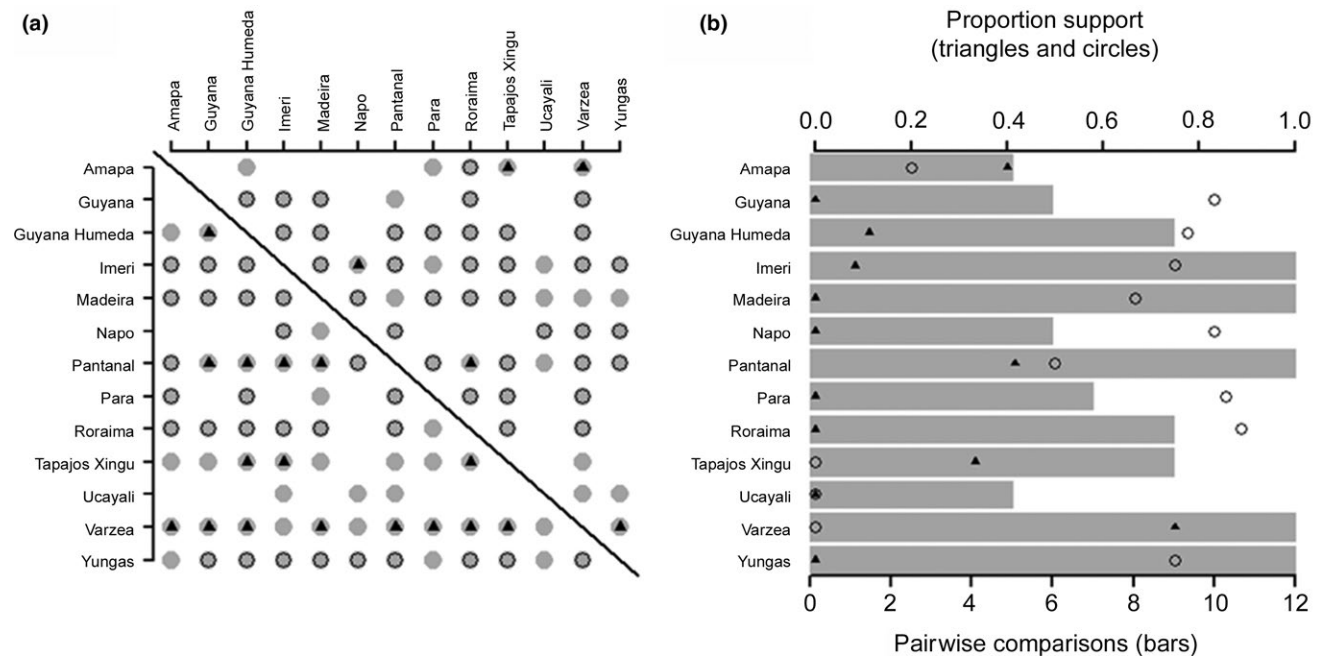 (a)
Amapa
Guyana
Guyana Humeda
Imeri
Madeira
Napo
Pantanal
Para
Roraima
Tapajos Xingu
Ucayali
Varzea
Yungas
Amapa
Guyana
Guyana Humeda
Imeri
Madeira
Napo
Pantanal
Para
Roraima
Tapajos Xingu
Ucayali
Varzea
Yungas
(b)
Proportion support
(triangles and circles)
0.0 0.2 0.4 0.6 0.8 1.0
Amapa
Guyana
Guyana Humeda
Imeri
Madeira
Napo
Pantanal
Para
Roraima
Tapajos Xingu
Ucayali
Varzea
Yungas
0 2 4 6 8 10 12
Pairwise comparisons (bars)